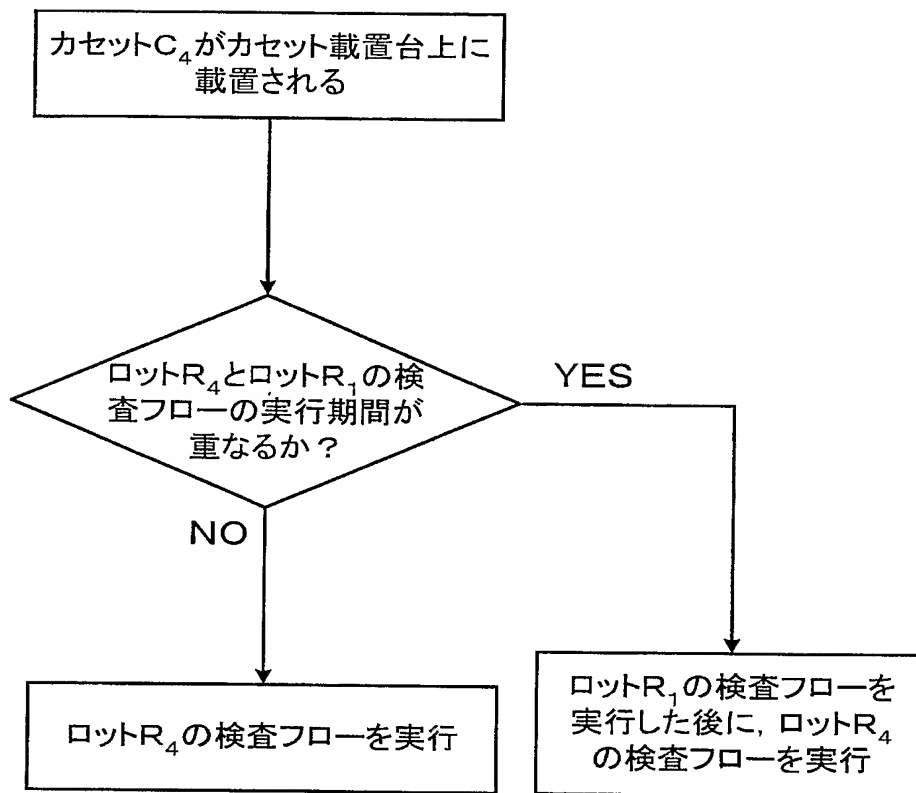 カセットC₄がカセット載置台上に
載置される
ロットR₄とロットR₁の検
査フローの実行期間が
重なるか？
YES
NO
ロットR₄の検査フローを実行
ロットR₁の検査フローを
実行した後に，ロットR₄
の検査フローを実行